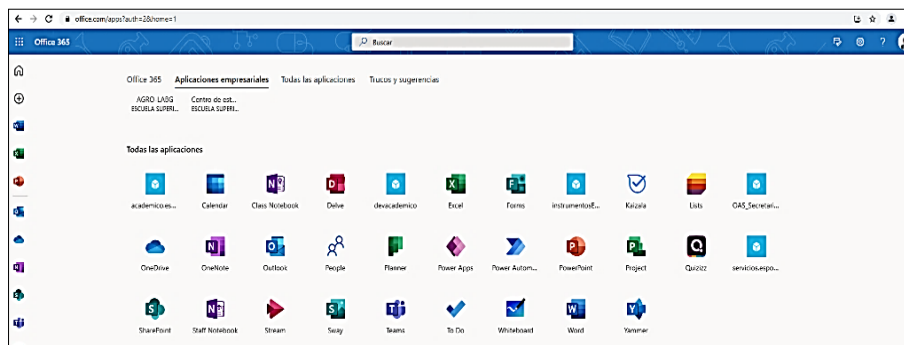 office.com/apps?auth=2&home=1
Office 365
Buscar
Office 365 Aplicaciones empresariales Todas las aplicaciones Trucos y sugerencias
AGRO LABG Centro de est...
ESCUELA SUPERI... ESCUELA SUPERI...
Todas las aplicaciones
academico.es... Calendar Class Notebook Delve devacademico Excel Forms instrumentosE... Kaizala Lists OAS_Secretari...
OneDrive OneNote Outlook People Planner Power Apps Power Autom... PowerPoint Project Quizizz servicios.espo...
SharePoint Staff Notebook Stream Sway Teams To Do Whiteboard Word Yammer